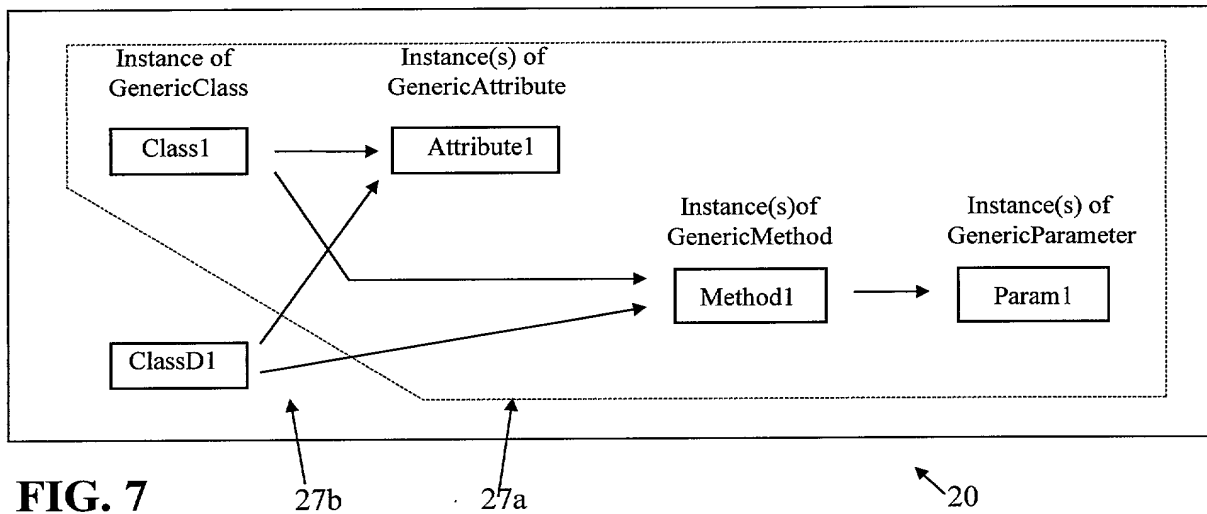 Instance of
GenericClass
Instance(s) of
GenericAttribute
Class1
Attribute1
Instance(s)of
GenericMethod
Instance(s) of
GenericParameter
Method1
Param1
ClassD1
FIG. 7
27b
27a
20